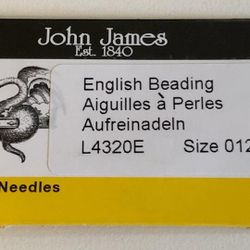 John James
Est. 1840
English Beading
Aiguilles à Perles
Aufreinadeln
L4320E Size 012
Needles